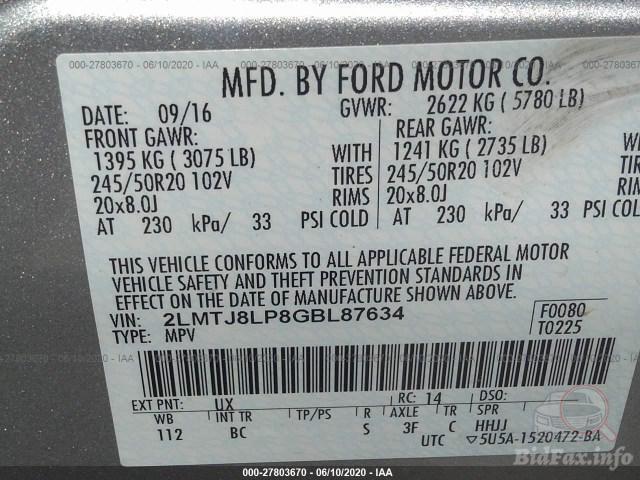 000-27803670 - 06/10/2020 - IAA
MFD. BY FORD MOTOR CO.
DATE: 09/16 GVWR: 2622 KG ( 5780 LB)
FRONT GAWR: REAR GAWR:
1395 KG ( 3075 LB) WITH 1241 KG ( 2735 LB) WITH
245/50R20 102V TIRES 245/50R20 102V TIRES
20x8.0J RIMS 20x8.0J RIMS
AT 230 kPa/ 33 PSI COLD AT 230 kPa/ 33 PSI COLD
THIS VEHICLE CONFORMS TO ALL APPLICABLE FEDERAL MOTOR
VEHICLE SAFETY AND THEFT PREVENTION STANDARDS IN
EFFECT ON THE DATE OF MANUFACTURE SHOWN ABOVE.
VIN: 2LMTJ8LP8GBL87634 F0080
TYPE: MPV T0225
EXT PNT: UX RC: 14 DSO:
WB INT TR TP/PS R AXLE TR SPR
112 BC S 3F C HHJJ
UTC ▽5U5A-1520472-BA
000-27803670 - 06/10/2020 - IAA
BidFax.info